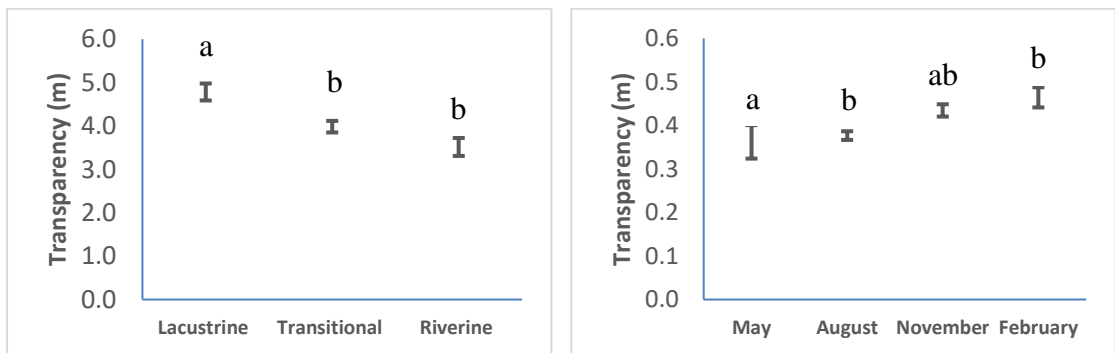 Transparency (m)
6.0
5.0
4.0
3.0
2.0
1.0
0.0
a
b
b
Lacustrine Transitional Riverine
Transparency (m)
0.6
0.5
0.4
0.3
0.2
0.1
0.0
a
b
ab
b
May August November February